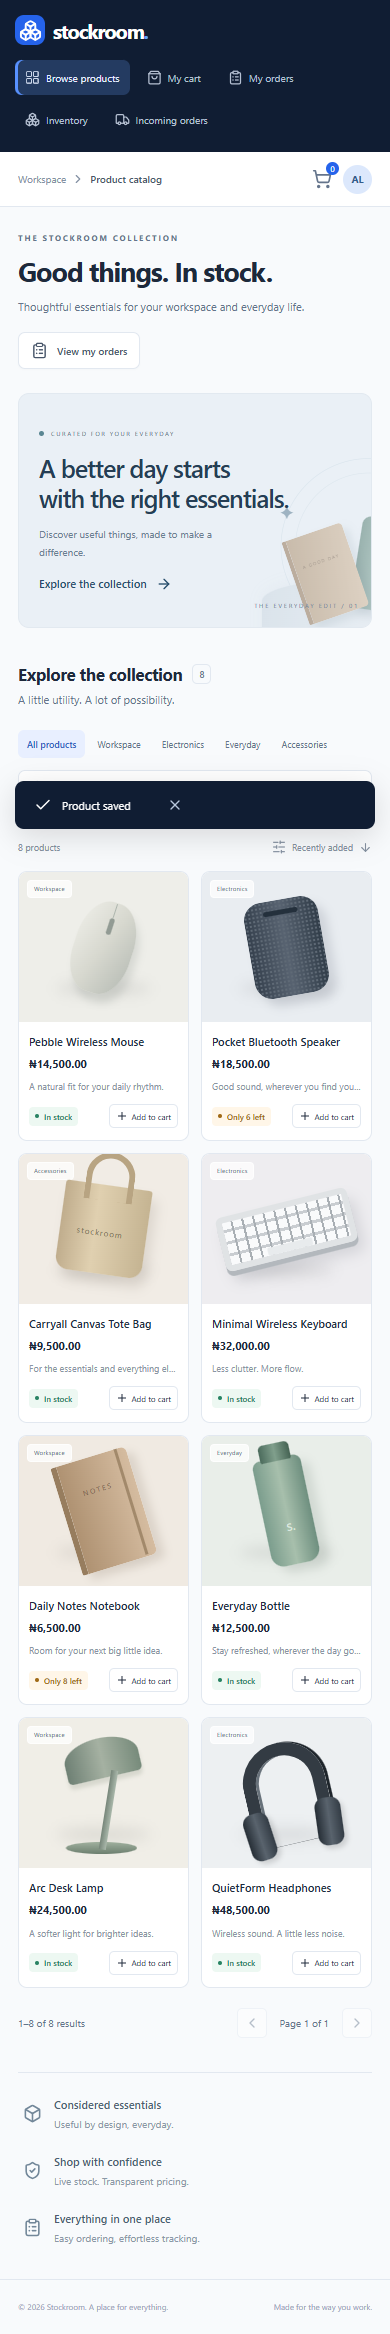 stockroom.
Browse products
My cart
My orders
Inventory
Incoming orders
Workspace
Product catalog
0
AL
THE STOCKROOM COLLECTION
Good things. In stock.
Thoughtful essentials for your workspace and everyday life.
View my orders
CURATED FOR YOUR EVERYDAY
A better day starts
with the right essentials.
Discover useful things, made to make a
difference.
Explore the collection
A GOOD DAY
THE EVERYDAY EDIT / 01
Explore the collection 8
A little utility. A lot of possibility.
All products
Workspace
Electronics
Everyday
Accessories
Product saved
8 products
Recently added
Workspace
Pebble Wireless Mouse
₦14,500.00
A natural fit for your daily rhythm.
In stock
Add to cart
Electronics
Pocket Bluetooth Speaker
₦18,500.00
Good sound, wherever you find you...
Only 6 left
Add to cart
Accessories
stockroom
Carryall Canvas Tote Bag
₦9,500.00
For the essentials and everything el...
In stock
Add to cart
Electronics
Minimal Wireless Keyboard
₦32,000.00
Less clutter. More flow.
In stock
Add to cart
Workspace
NOTES
Daily Notes Notebook
₦6,500.00
Room for your next big little idea.
Only 8 left
Add to cart
Everyday
S.
Everyday Bottle
₦12,500.00
Stay refreshed, wherever the day go...
In stock
Add to cart
Workspace
Arc Desk Lamp
₦24,500.00
A softer light for brighter ideas.
In stock
Add to cart
Electronics
QuietForm Headphones
₦48,500.00
Wireless sound. A little less noise.
In stock
Add to cart
1–8 of 8 results
Page 1 of 1
Considered essentials
Useful by design, everyday.
Shop with confidence
Live stock. Transparent pricing.
Everything in one place
Easy ordering, effortless tracking.
© 2026 Stockroom. A place for everything.
Made for the way you work.